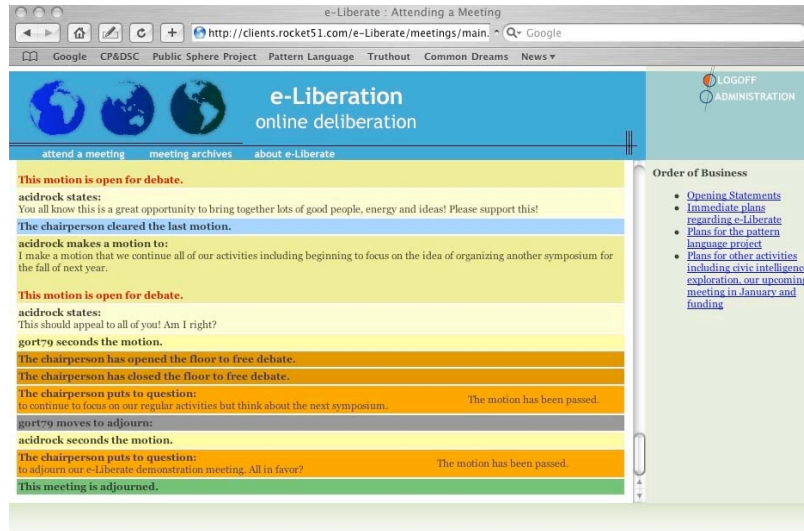 e-Liberate : Attending a Meeting
http://clients.rocket51.com/e-Liberate/meetings/main.
Google
Google CP&DSC Public Sphere Project Pattern Language Truthout Common Dreams News
LOGOFF
ADMINISTRATION
e-Liberation
online deliberation
attend a meeting meeting archives about e-Liberate
This motion is open for debate.
acidrock states:
You all know this is a great opportunity to bring together lots of good people, energy and ideas! Please support this!
The chairperson cleared the last motion.
acidrock makes a motion to:
I make a motion that we continue all of our activities including beginning to focus on the idea of organizing another symposium for
the fall of next year.
This motion is open for debate.
acidrock states:
This should appeal to all of you! Am I right?
gort79 seconds the motion.
The chairperson has opened the floor to free debate.
The chairperson has closed the floor to free debate.
The chairperson puts to question:
to continue to focus on our regular activities but think about the next symposium.
The motion has been passed.
gort79 moves to adjourn:
acidrock seconds the motion.
The chairperson puts to question:
to adjourn our e-Liberate demonstration meeting. All in favor?
The motion has been passed.
This meeting is adjourned.
Order of Business
Opening Statements
Immediate plans
regarding e-Liberate
Plans for the pattern
language project
Plans for other activities
including civic intelligence
exploration, our upcoming
meeting in January and
funding